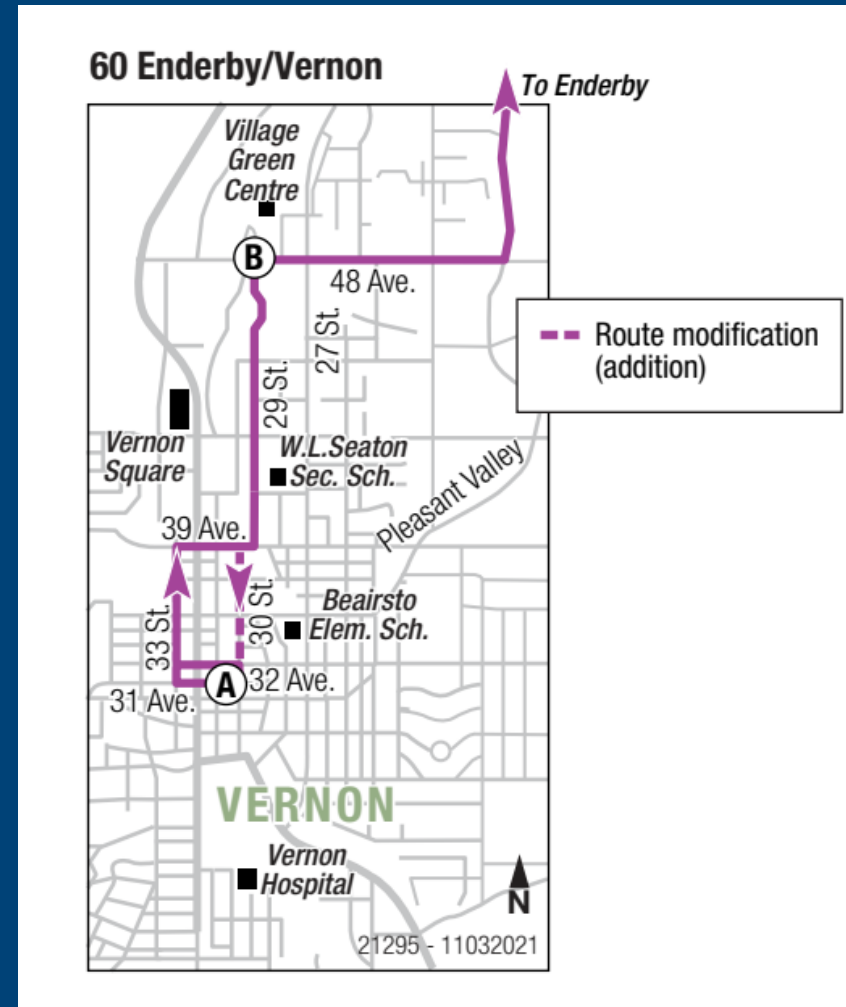 60 Enderby/Vernon
To Enderby
Village
Green
Centre
B
48 Ave.
27 St.
29 St.
Route modification
(addition)
Vernon
Square
W.L.Seaton
Sec. Sch.
Pleasant Valley
39 Ave.
33 St.
30 St.
Beairsto
Elem. Sch.
A
32 Ave.
31 Ave.
VERNON
Vernon
Hospital
N
21295 - 11032021